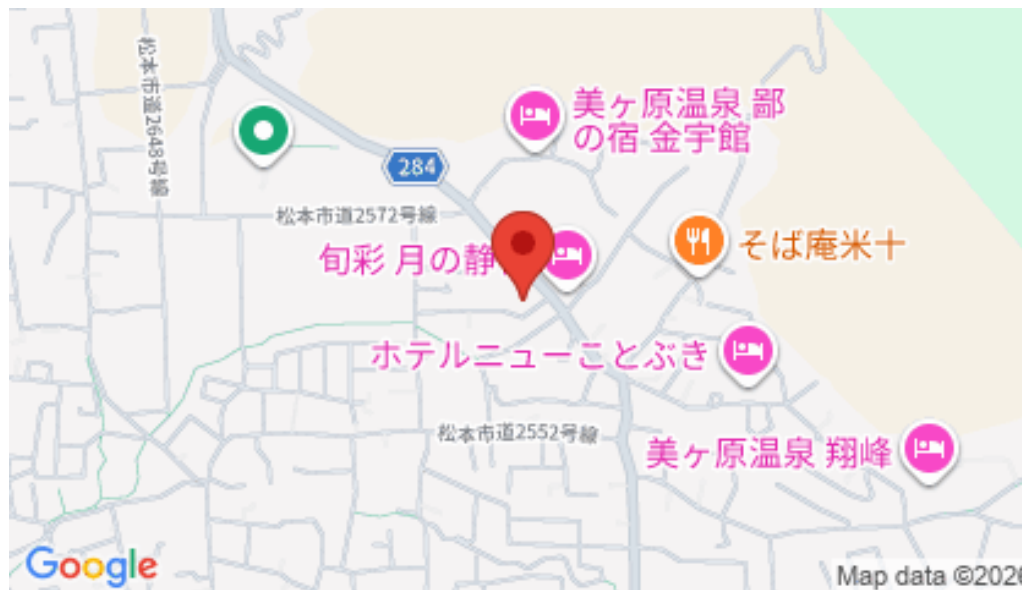 松本市道2648号線
美ヶ原温泉 鄙
の宿 金宇館
284
松本市道2572号線
旬彩 月の静
そば庵米十
ホテルニューことぶき
松本市道2552号線
美ヶ原温泉 翔峰
Google
Map data ©2026